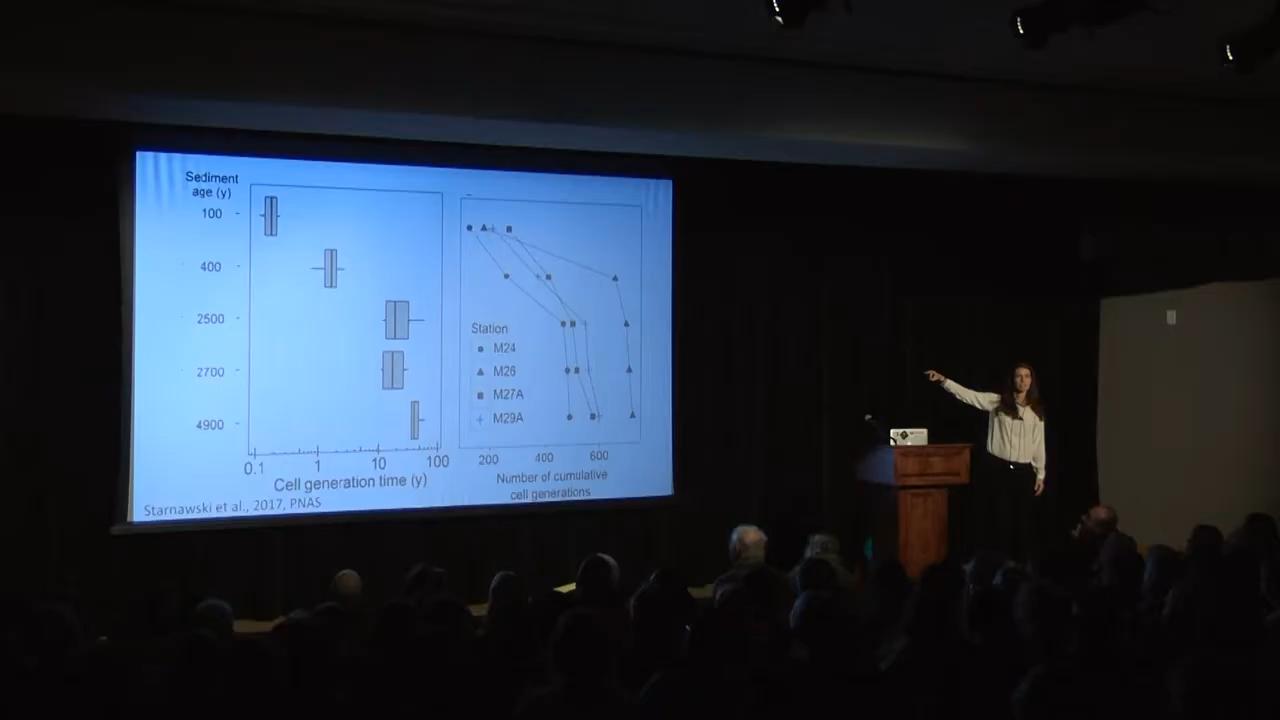 Sediment
age (y)
100
400
2500
2700
4900
0.1
1
10
100
Cell generation time (y)
Station
M24
M26
M27A
M29A
200
400
600
Number of cumulative
cell generations
Starnawski et al., 2017, PNAS